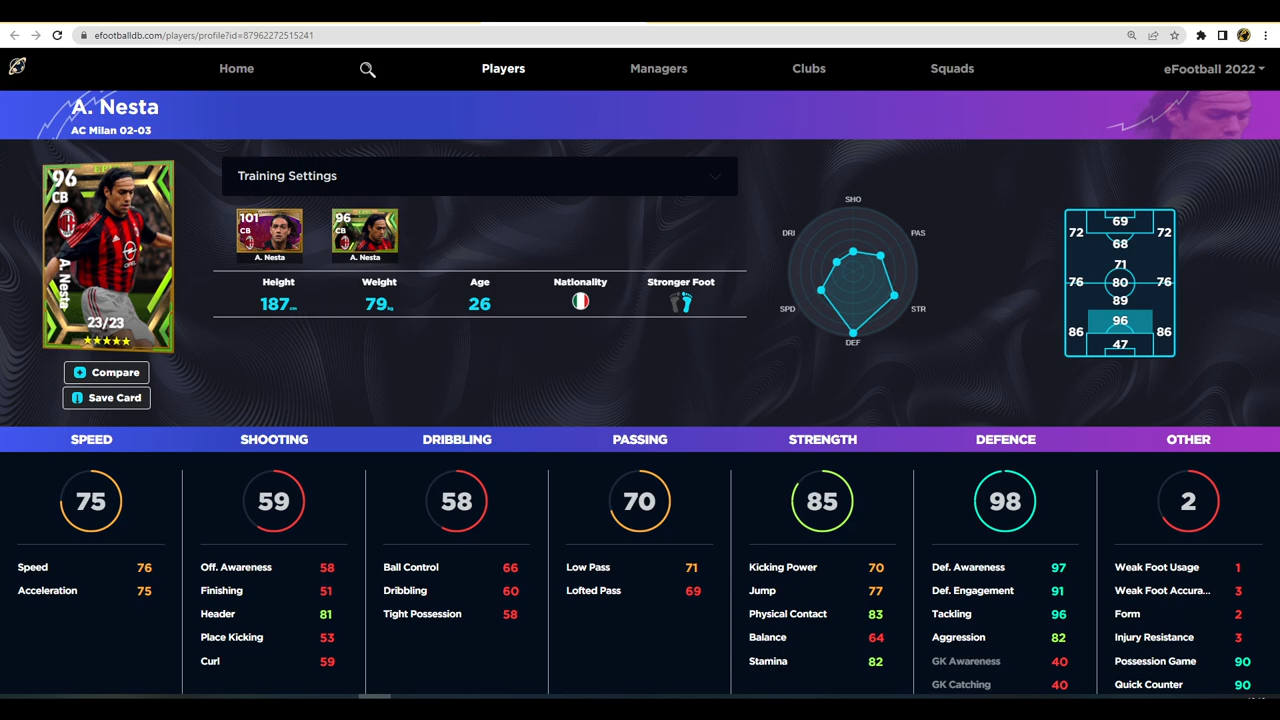 efootballdb.com/players/profile?id=87962272515241
Home
Players
Managers
Clubs
Squads
eFootball 2022
A. Nesta
AC Milan 02-03
96
CB
A. Nesta
23/23
Compare
Save Card
Training Settings
101
CB
A. Nesta
96
CB
A. Nesta
Height
187cm
Weight
79kg
Age
26
Nationality
Stronger Foot
SHO
PAS
STR
DEF
SPD
DRI
69
72 68 72
71
76 80 76
89
96
86 86
47
SPEED
75
Speed 76
Acceleration 75
SHOOTING
59
Off. Awareness 58
Finishing 51
Header 81
Place Kicking 53
Curl 59
DRIBBLING
58
Ball Control 66
Dribbling 60
Tight Possession 58
PASSING
70
Low Pass 71
Lofted Pass 69
STRENGTH
85
Kicking Power 70
Jump 77
Physical Contact 83
Balance 64
Stamina 82
DEFENCE
98
Def. Awareness 97
Def. Engagement 91
Tackling 96
Aggression 82
GK Awareness 40
GK Catching 40
OTHER
2
Weak Foot Usage 1
Weak Foot Accura... 3
Form 2
Injury Resistance 3
Possession Game 90
Quick Counter 90